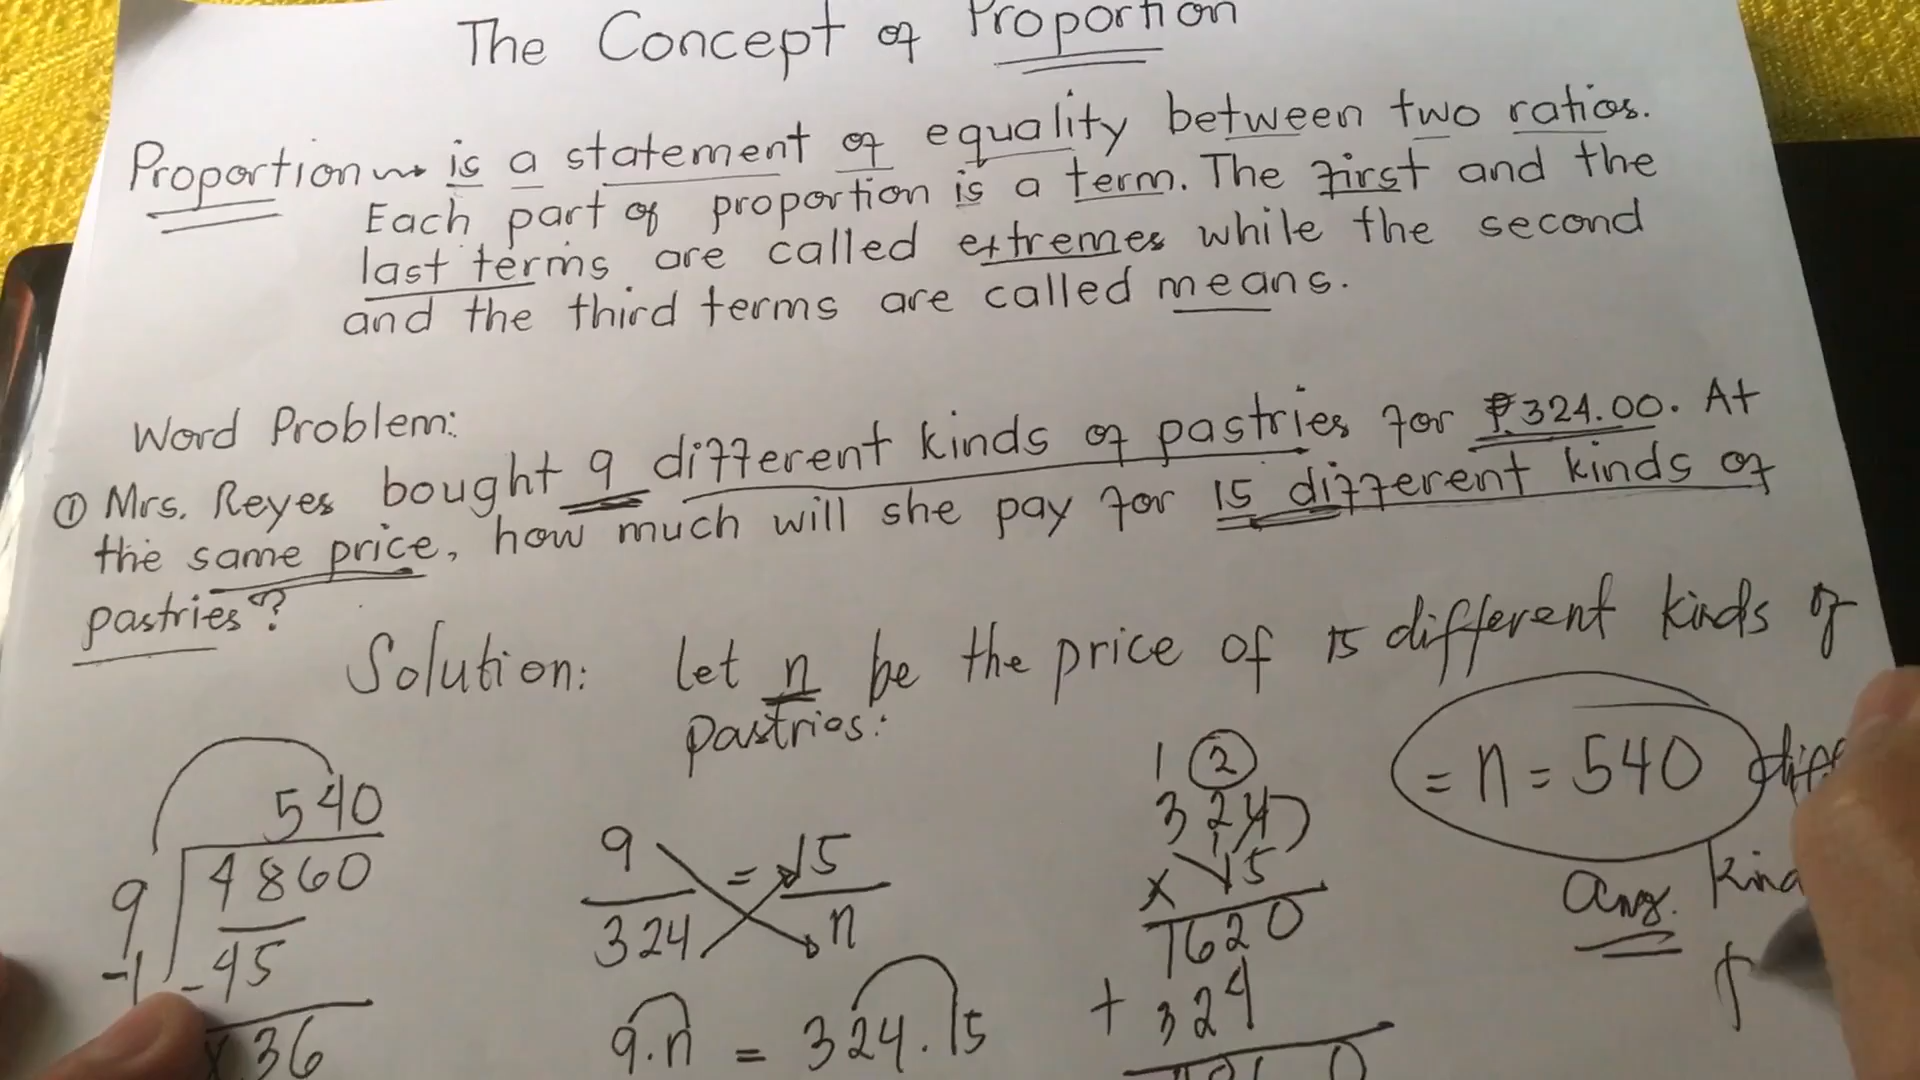 The Concept of Proportion
Proportion is a statement of equality between two ratios.
Each part of proportion is a term. The first and the
last terms are called extremes while the second
and the third terms are called means.
Word Problem:
① Mrs. Reyes bought 9 different kinds of pastries for ₱324.00. At
the same price, how much will she pay for 15 different kinds of
pastries?
Solution: let n be the price of 15 different kinds of
pastries:
540
9 4860
- 45
x 36
9 = 15
324 n
9.n = 324.15
1 2
324
x 15
1620
+ 324
= n = 540
Ans.